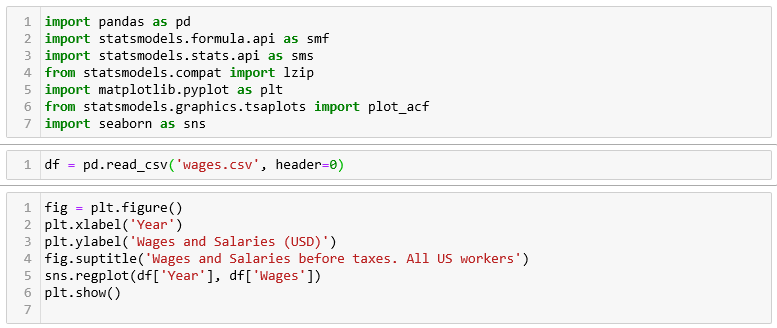 1 import pandas as pd
2 import statsmodels.formula.api as smf
3 import statsmodels.stats.api as sms
4 from statsmodels.compat import lzip
5 import matplotlib.pyplot as plt
6 from statsmodels.graphics.tsaplots import plot_acf
7 import seaborn as sns
1 df = pd.read_csv('wages.csv', header=0)
1 fig = plt.figure()
2 plt.xlabel('Year')
3 plt.ylabel('Wages and Salaries (USD)')
4 fig.suptitle('Wages and Salaries before taxes. All US workers')
5 sns.regplot(df['Year'], df['Wages'])
6 plt.show()
7